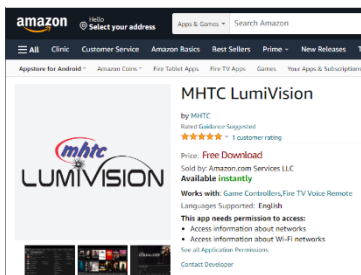 amazon
Hello
Select your address
Apps & Games
Search Amazon
All Clinic Customer Service Amazon Basics Best Sellers Prime New Releases
Appstore for Android Amazon Coins Fire Tablet Apps Fire TV Apps Games Your Apps & Subscriptions
MHTC LumiVision
by MHTC
Rated Guidance Suggested
1 customer rating
Price: Free Download
Sold by: Amazon.com Services LLC
Available instantly
Works with: Game Controllers,Fire TV Voice Remote
Languages Supported: English
This app needs permission to access:
• Access information about networks
• Access information about Wi-Fi networks
See all Application Permissions
Contact Developer
mhtc
LUMIVISION